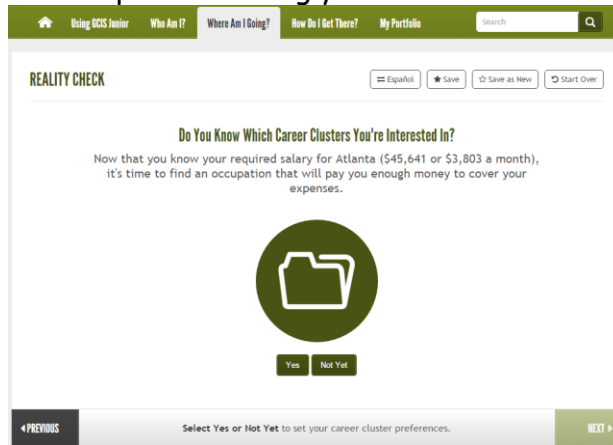 Using GCIS Junior Who Am I? Where Am I Going? How Do I Get There? My Portfolio Search
REALITY CHECK Español Save Save as New Start Over
Do You Know Which Career Clusters You're Interested In?
Now that you know your required salary for Atlanta ($45,641 or $3,803 a month),
it's time to find an occupation that will pay you enough money to cover your
expenses.
Yes Not Yet
PREVIOUS Select Yes or Not Yet to set your career cluster preferences. NEXT